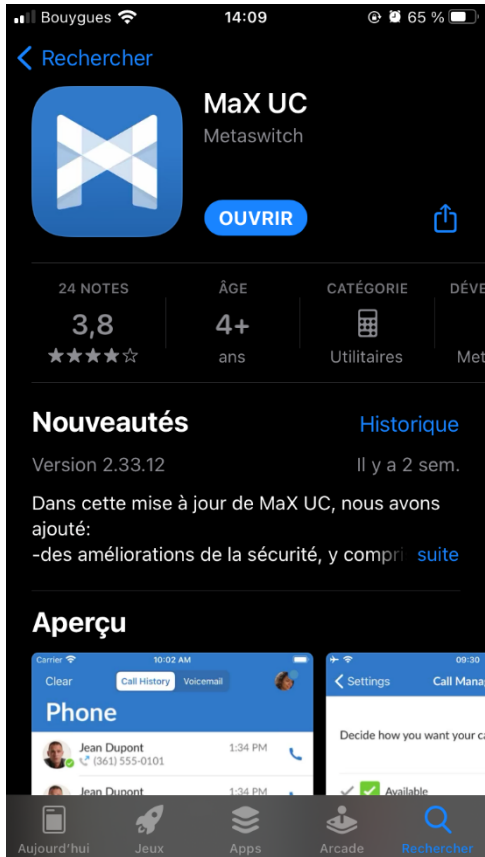 Bouygues 14:09 65 %
Rechercher
MaX UC
Metaswitch
OUVRIR
24 NOTES ÂGE CATÉGORIE DÉVE
3,8 4+
ans Utilitaires Met
Nouveautés Historique
Version 2.33.12 Il y a 2 sem.
Dans cette mise à jour de MaX UC, nous avons
ajouté:
-des améliorations de la sécurité, y compri suite
Aperçu
Carrier 10:02 AM 09:30
Clear Call History Voicemail Settings Call Mana
Phone
Decide how you want your ca
Jean Dupont 1:34 PM
(361) 555-0101
Jean Dupont 1:34 PM Available
Aujourd'hui Jeux Apps Arcade Rechercher